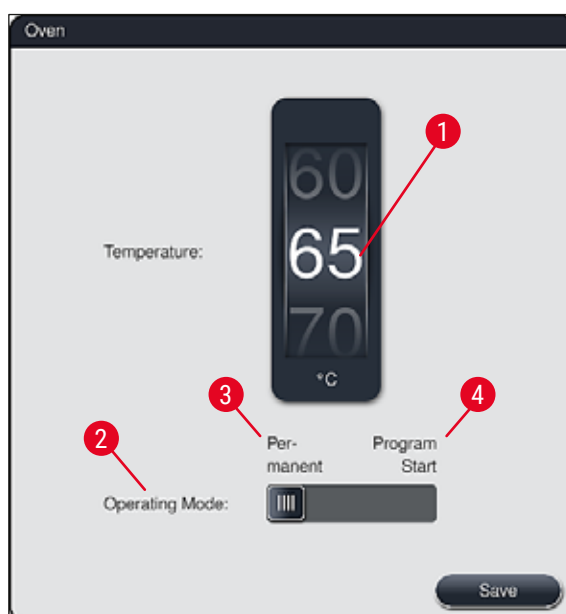 Oven
1
60
Temperature:
65
70
°C
3
4
2
Per-
manent
Program
Start
Operating Mode:
Save